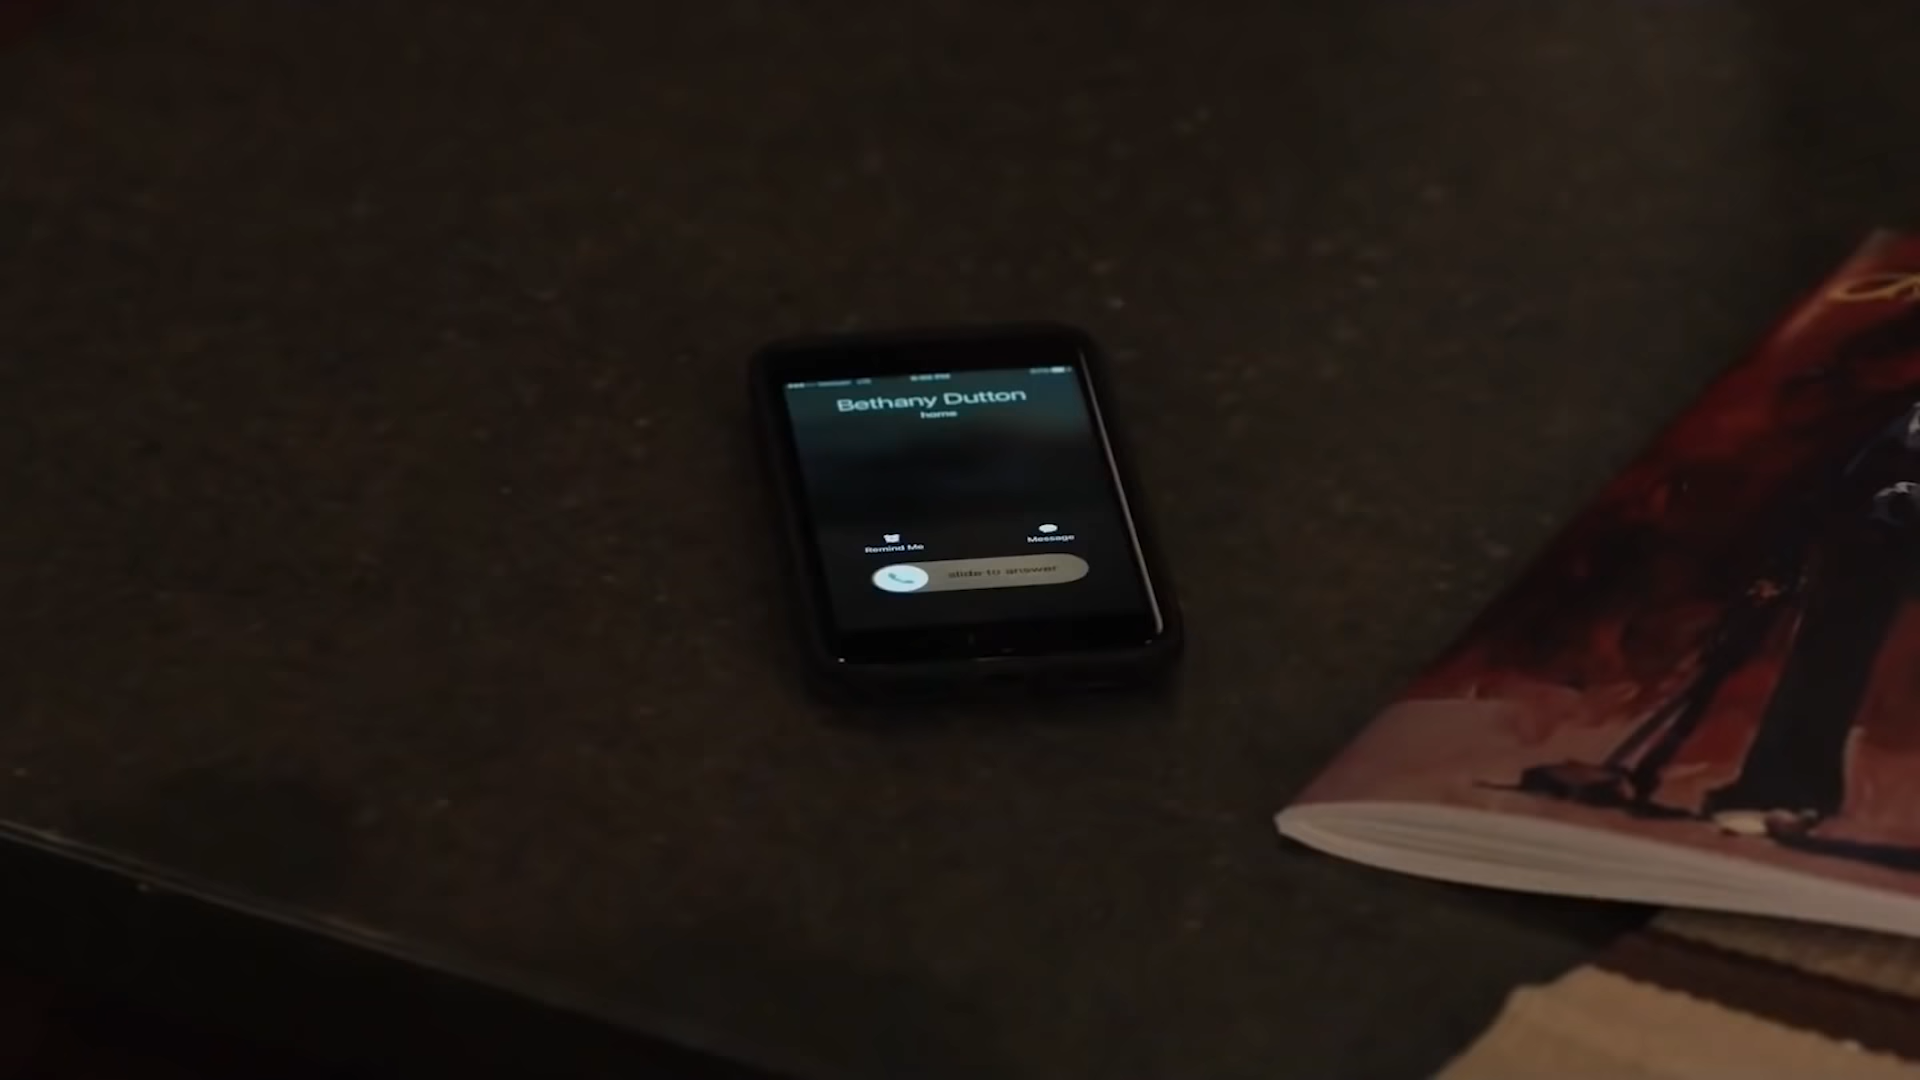 Bethany Dutton
home
Remind Me
Message
slide to answer